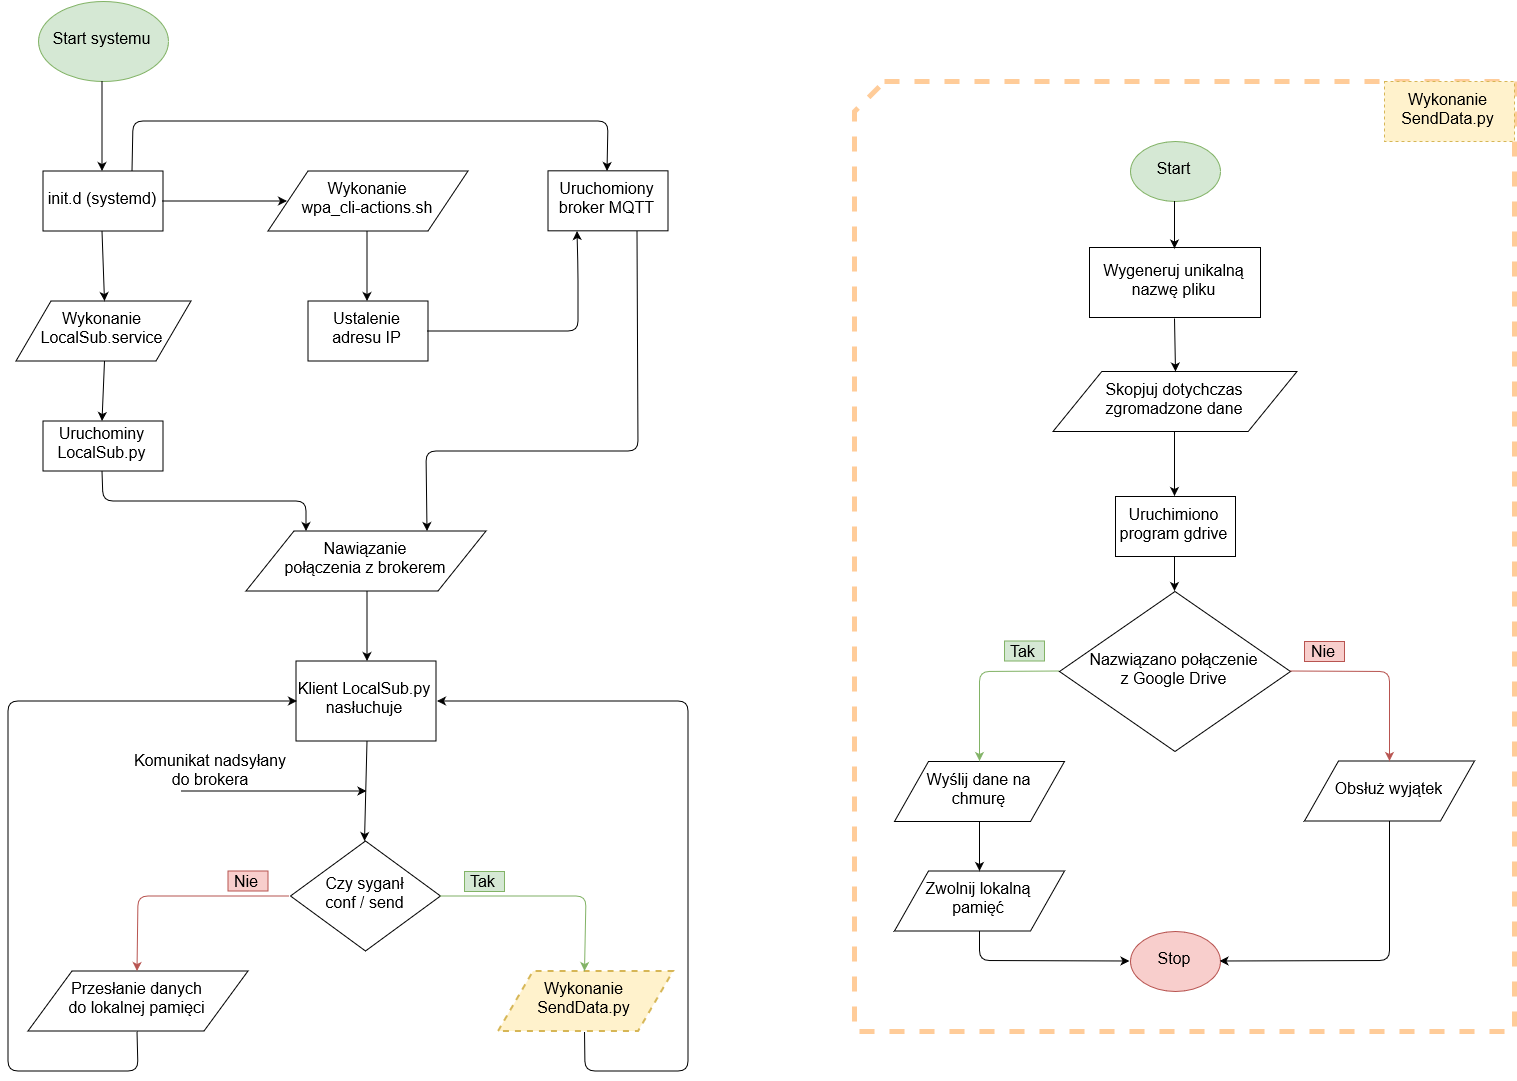 Start systemu
init.d (systemd)
Wykonanie
wpa_cli-actions.sh
Uruchomiony
broker MQTT
Wykonanie
LocalSub.service
Ustalenie
adresu IP
Uruchominy
LocalSub.py
Nawiązanie
połączenia z brokerem
Klient LocalSub.py
nasłuchuje
Komunikat nadsyłany
do brokera
Czy syganł
conf / send
Nie
Tak
Przesłanie danych
do lokalnej pamięci
Wykonanie
SendData.py
Wykonanie
SendData.py
Start
Wygeneruj unikalną
nazwę pliku
Skopjuj dotychczas
zgromadzone dane
Uruchimiono
program gdrive
Nazwiązano połączenie
z Google Drive
Tak
Nie
Wyślij dane na
chmurę
Obsłuż wyjątek
Zwolnij lokalną
pamięć
Stop